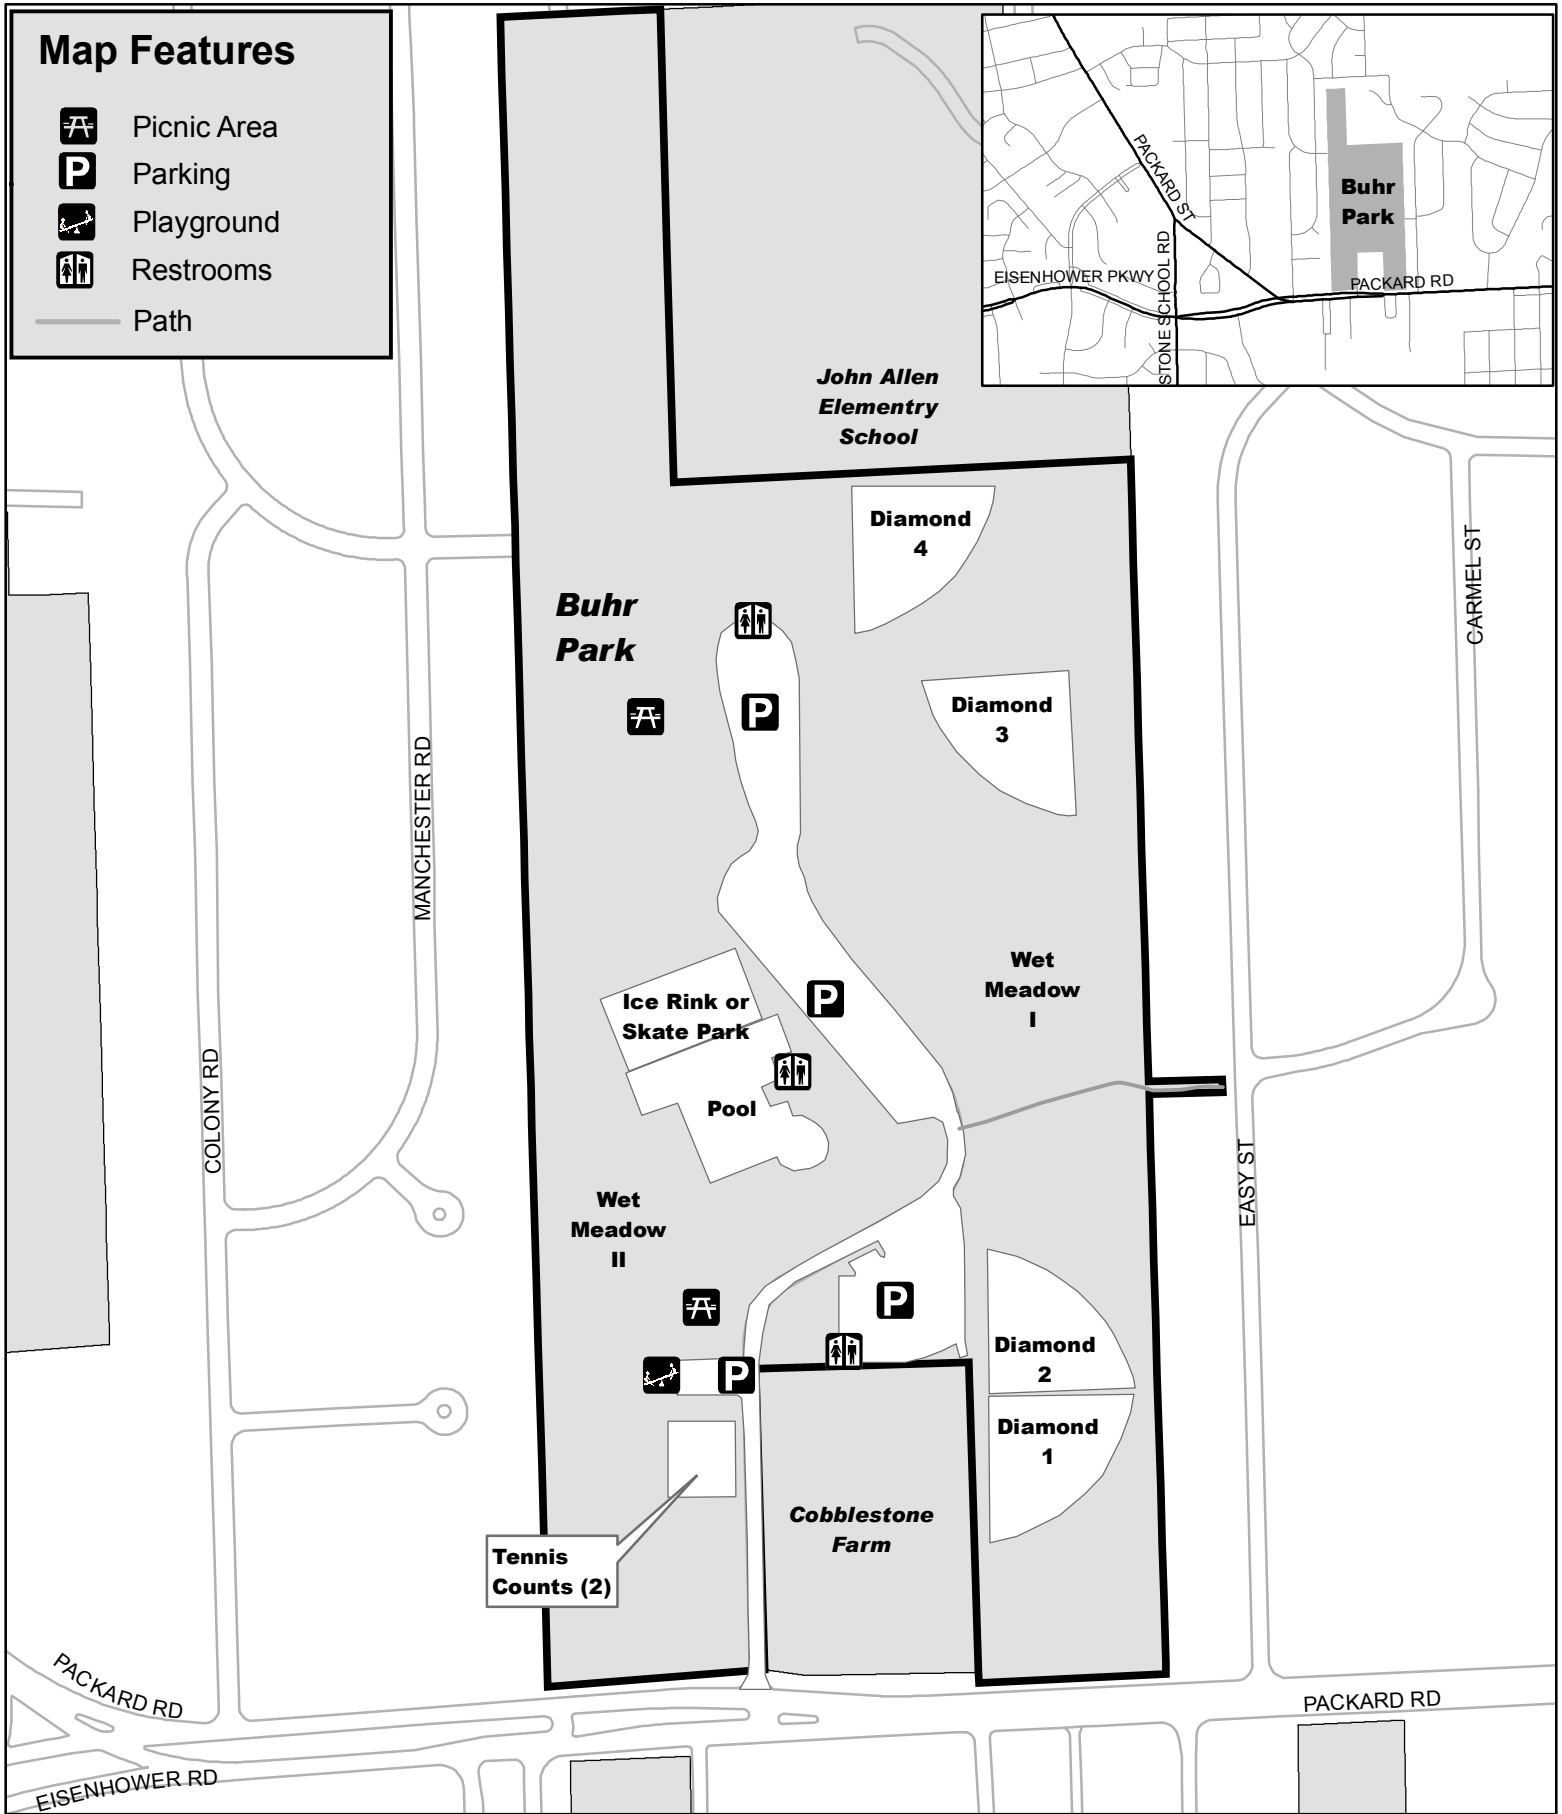 Map Features
Picnic Area
P Parking
Playground
Restrooms
Path
PACKARD ST
STONE SCHOOL RD
EISENHOWER PKWY
PACKARD RD
Buhr
Park
John Allen
Elementry
School
Diamond
4
Buhr
Park
P
Diamond
3
CARMEL ST
MANCHESTER RD
Wet
Meadow
I
Ice Rink or
Skate Park
P
Pool
COLONY RD
EASY ST
Wet
Meadow
II
P
Diamond
2
P
Diamond
1
Cobblestone
Farm
Tennis
Counts (2)
PACKARD RD
PACKARD RD
EISENHOWER RD